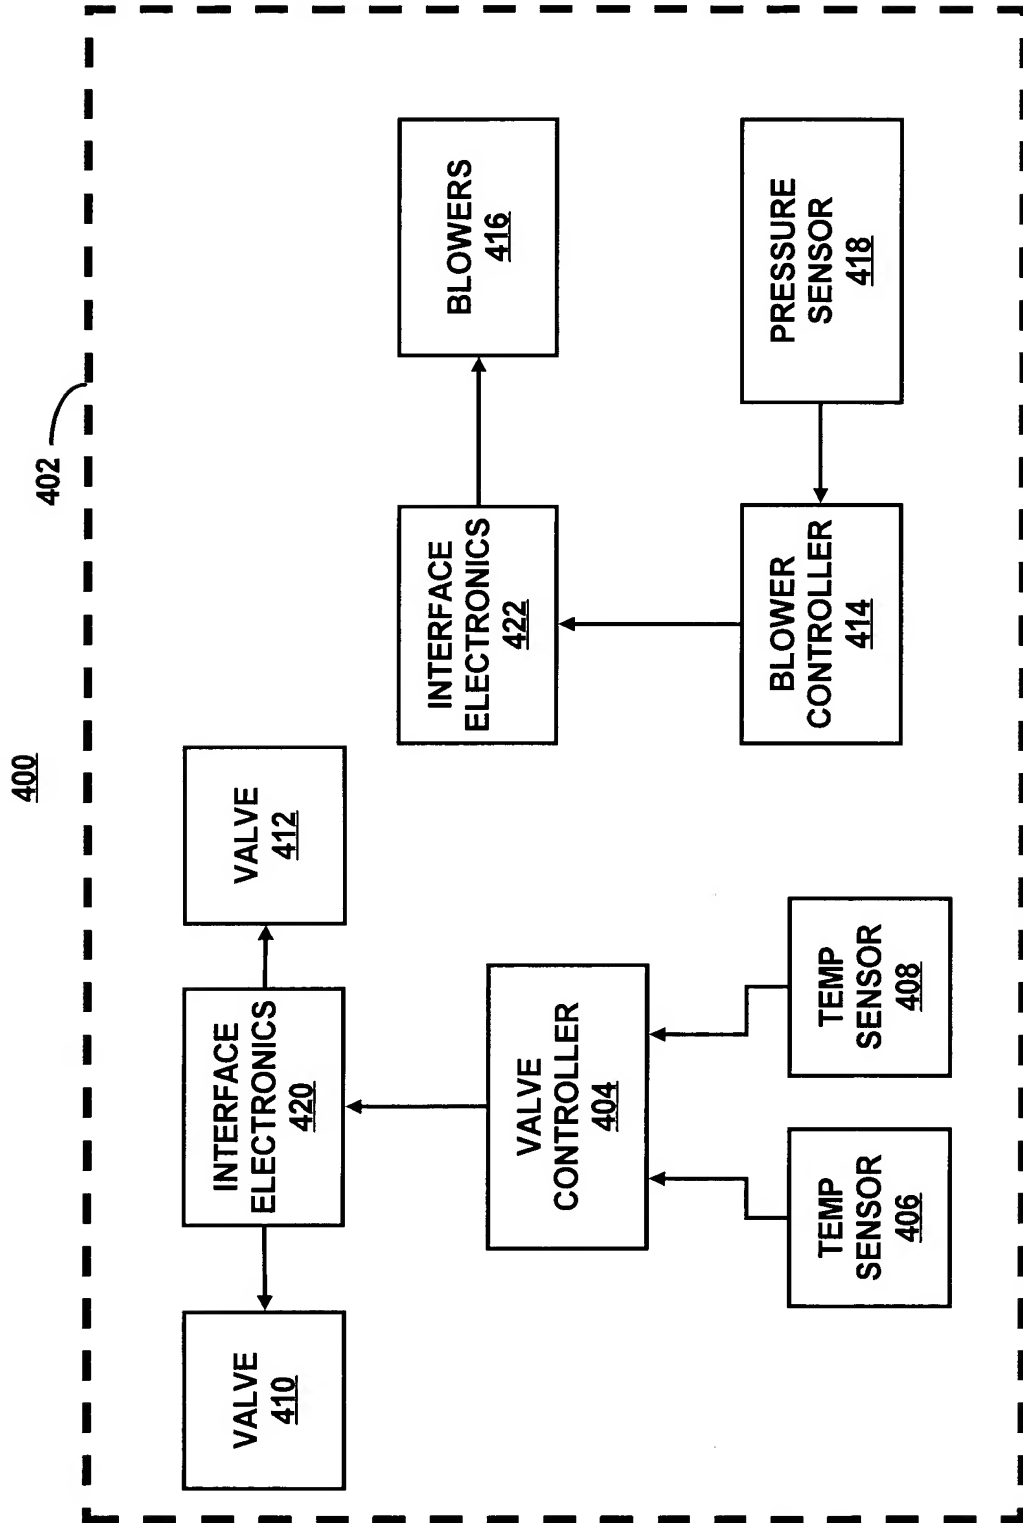 400
402
VALVE
410
INTERFACE
ELECTRONICS
420
VALVE
412
INTERFACE
ELECTRONICS
422
BLOWERS
416
VALVE
CONTROLLER
404
BLOWER
CONTROLLER
414
PRESSURE
SENSOR
418
TEMP
SENSOR
406
TEMP
SENSOR
408